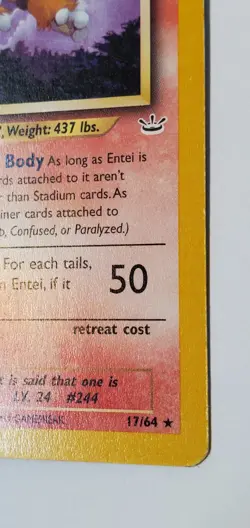 , Weight: 437 lbs.
Body As long as Entei is
rds attached to it aren't
r than Stadium cards. As
iner cards attached to
b, Confused, or Paralyzed.)
For each tails,
n Entei, if it
50
retreat cost
t is said that one is
LV. 24 #244
17/64 ★